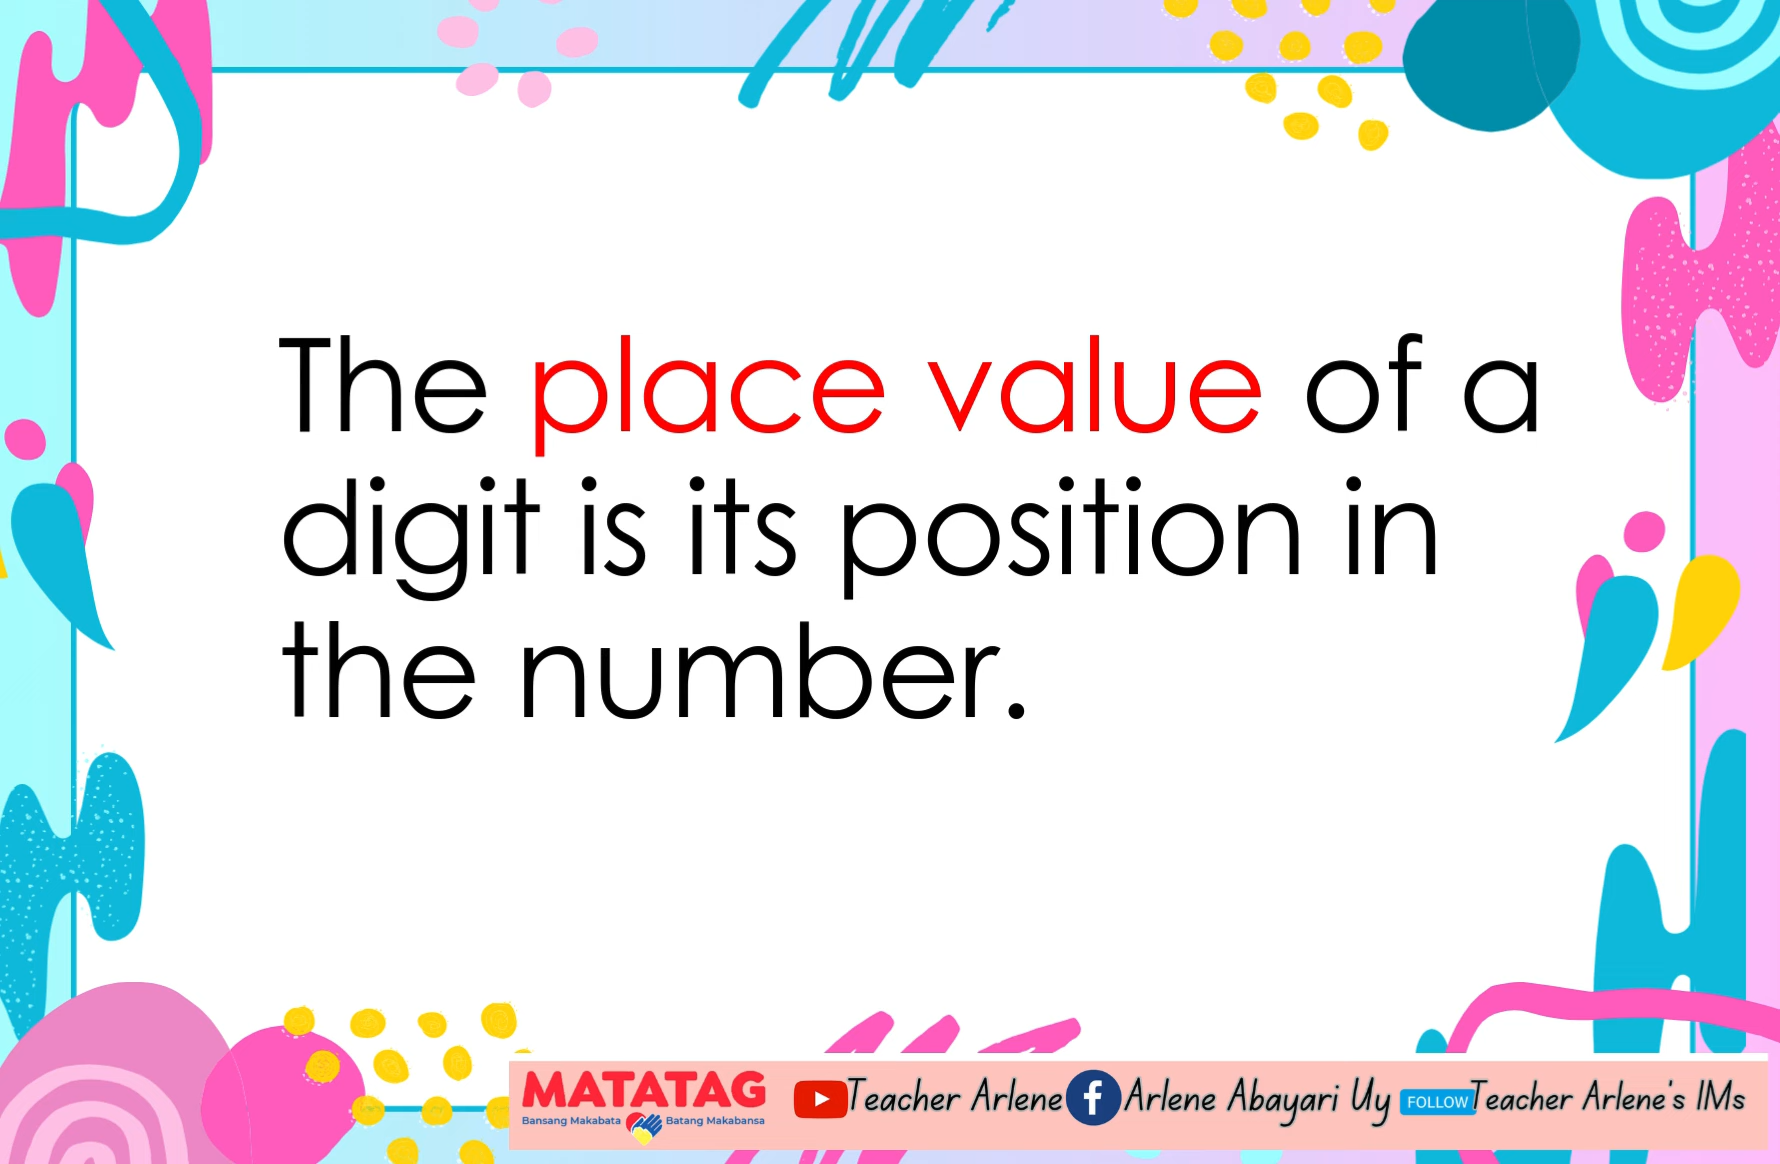 The place value of a
digit is its position in
the number.
MATATAG
Bansang Makabata Batang Makabansa
Teacher Arlene Arlene Abayari Uy FOLLOW Teacher Arlene's IMs